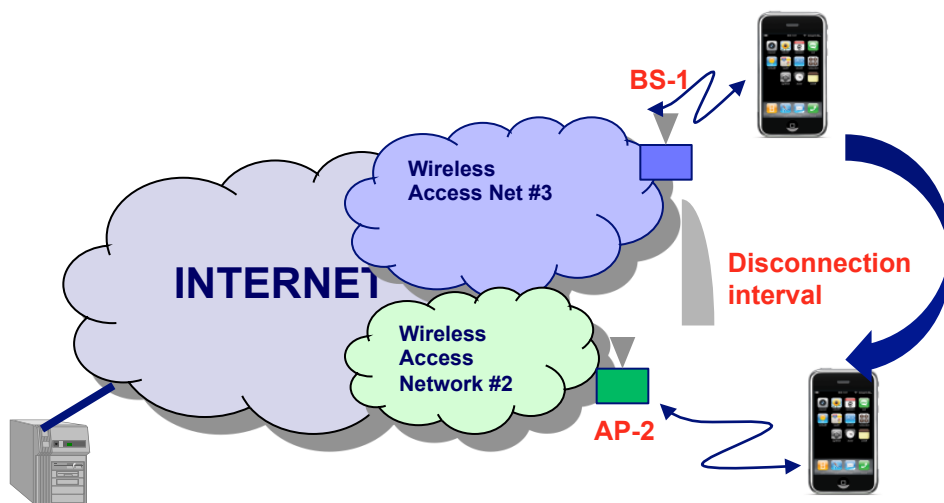 BS-1
Wireless
Access Net #3
INTERNET
Disconnection
interval
Wireless
Access
Network #2
AP-2